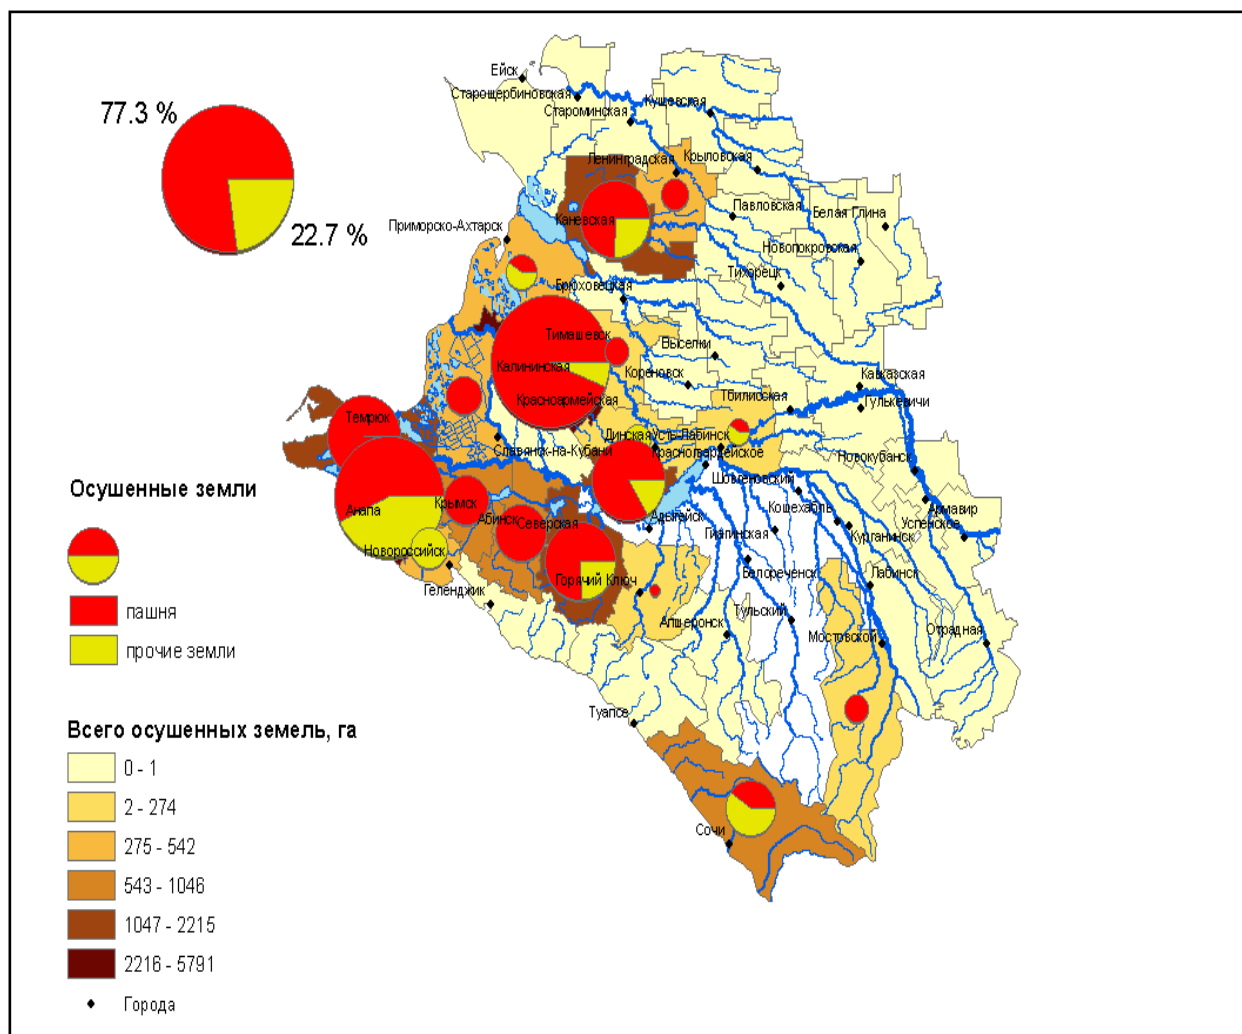 Ейск
Старощербиновская
77.3 %
Староминская
Кущевская
Ленинградская
Крыловская
Каневская
Павловская
Белая Глина
Приморско-Ахтарск
22.7 %
Новопокровская
Тихорецк
Брюховецкая
Тимашевск
Выселки
Калининская
Кореновск
Кавказская
Красноармейская
Тбилисская
Гулькевичи
Темрюк
Динская
Усть-Лабинск
Славянск-на-Кубани
Красногвардейское
Новокубанск
Шовгеновский
Осушенные земли
Анапа
Крымск
Абинск
Северская
Адыгейск
Кошехабль
Армавир
Успенское
Гиагинская
Курганинск
Новороссийск
Горячий Ключ
Белореченск
Лабинск
Геленджик
пашня
Апшеронск
Тульский
Мостовской
Отрадная
прочие земли
Туапсе
Всего осушенных земель, га
0 - 1
2 - 274
275 - 542
Сочи
543 - 1046
1047 - 2215
2216 - 5791
Города